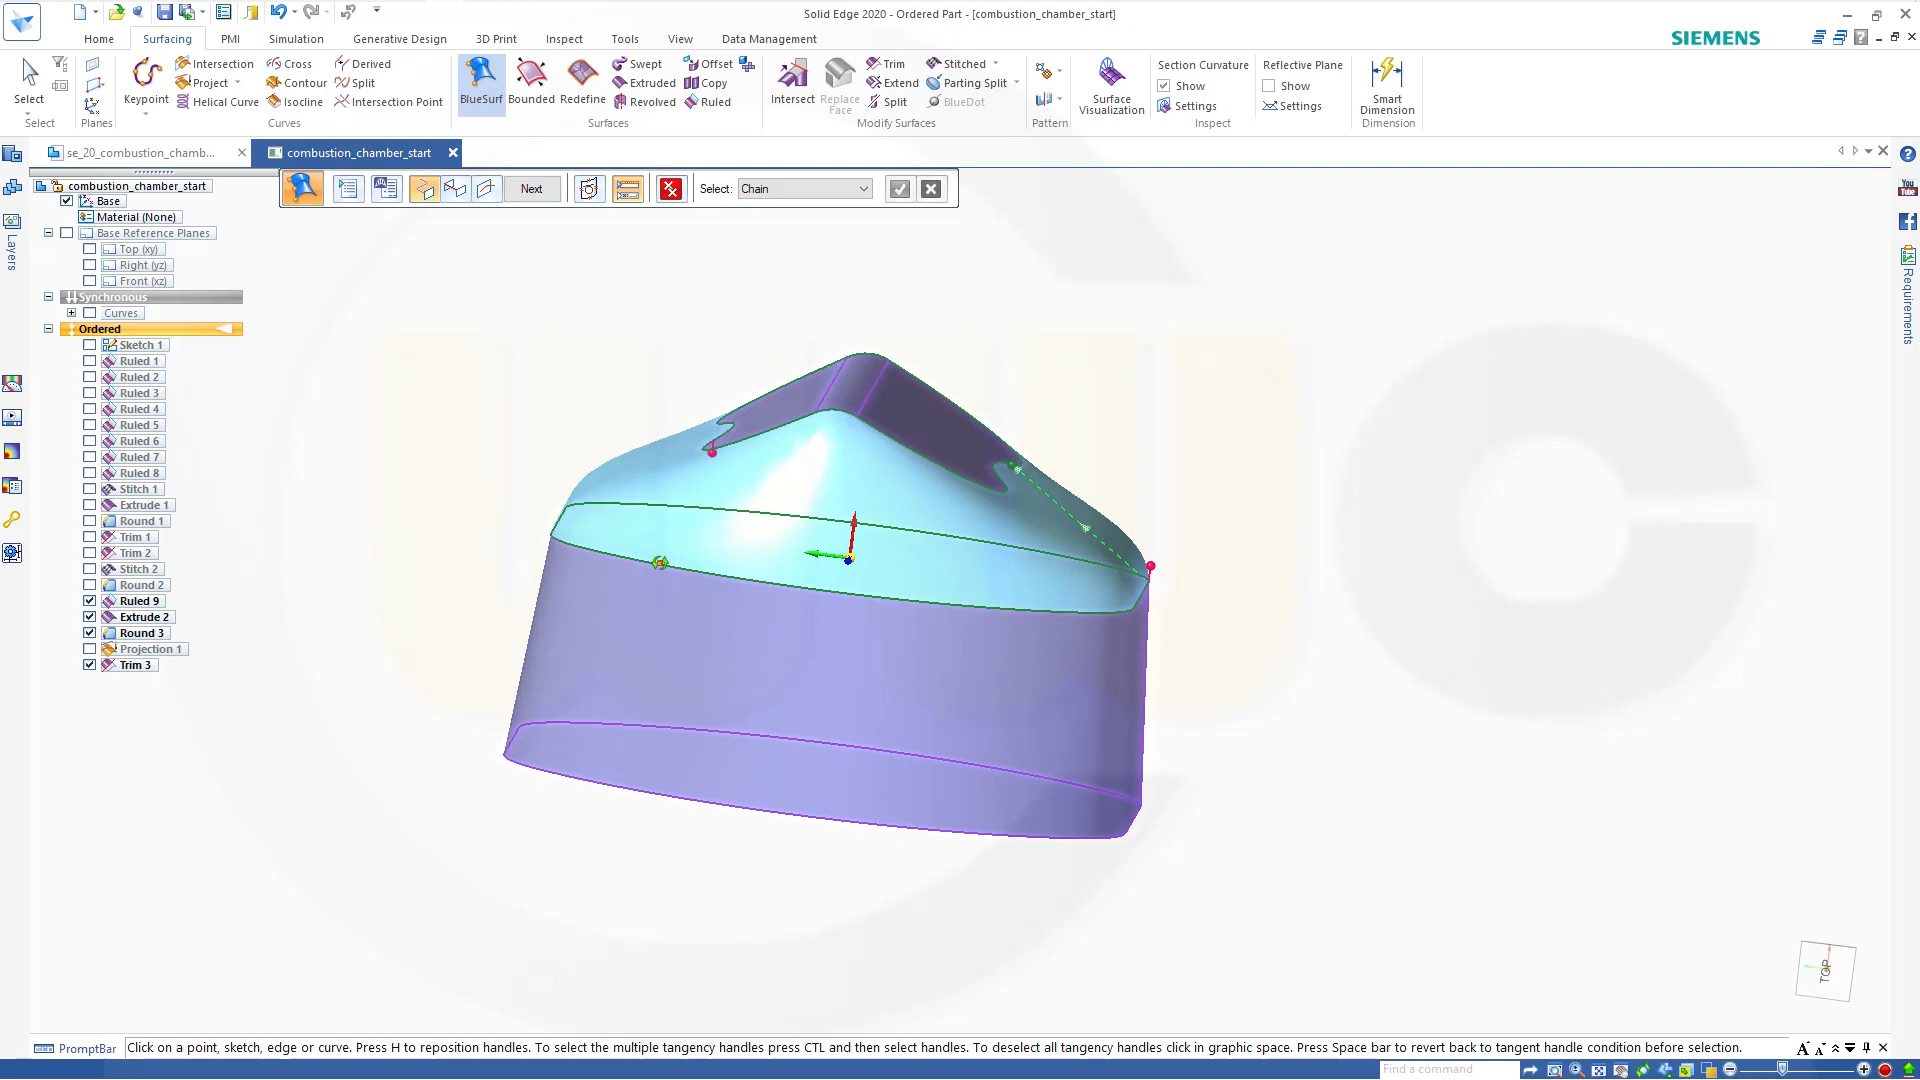 Solid Edge 2020 - Ordered Part - [combustion_chamber_start]
Home Surfacing PMI Simulation Generative Design 3D Print Inspect Tools View Data Management
SIEMENS
Select
Select
Planes
Keypoint
Intersection
Project
Helical Curve
Cross
Contour
Isocline
Derived
Split
Intersection Point
Curves
BlueSurf
Bounded
Redefine
Swept
Extruded
Revolved
Offset
Copy
Ruled
Surfaces
Intersect
Replace
Face
Trim
Extend
Split
Stitched
Parting Split
BlueDot
Modify Surfaces
Pattern
Surface
Visualization
Section Curvature
Show
Settings
Inspect
Reflective Plane
Show
Settings
Smart
Dimension
Dimension
se_20_combustion_chamb...
combustion_chamber_start
Next
Select:
Chain
combustion_chamber_start
Base
Material (None)
Base Reference Planes
Top (xy)
Right (yz)
Front (xz)
Synchronous
Curves
Ordered
Sketch 1
Ruled 1
Ruled 2
Ruled 3
Ruled 4
Ruled 5
Ruled 6
Ruled 7
Ruled 8
Stitch 1
Extrude 1
Round 1
Trim 1
Trim 2
Stitch 2
Round 2
Ruled 9
Extrude 2
Round 3
Projection 1
Trim 3
Layers
You
Tube
Requirements
TOP
PromptBar
Click on a point, sketch, edge or curve. Press H to reposition handles. To select the multiple tangency handles press CTL and then select handles. To deselect all tangency handles click in graphic space. Press Space bar to revert back to tangent handle condition before selection.
Find a command